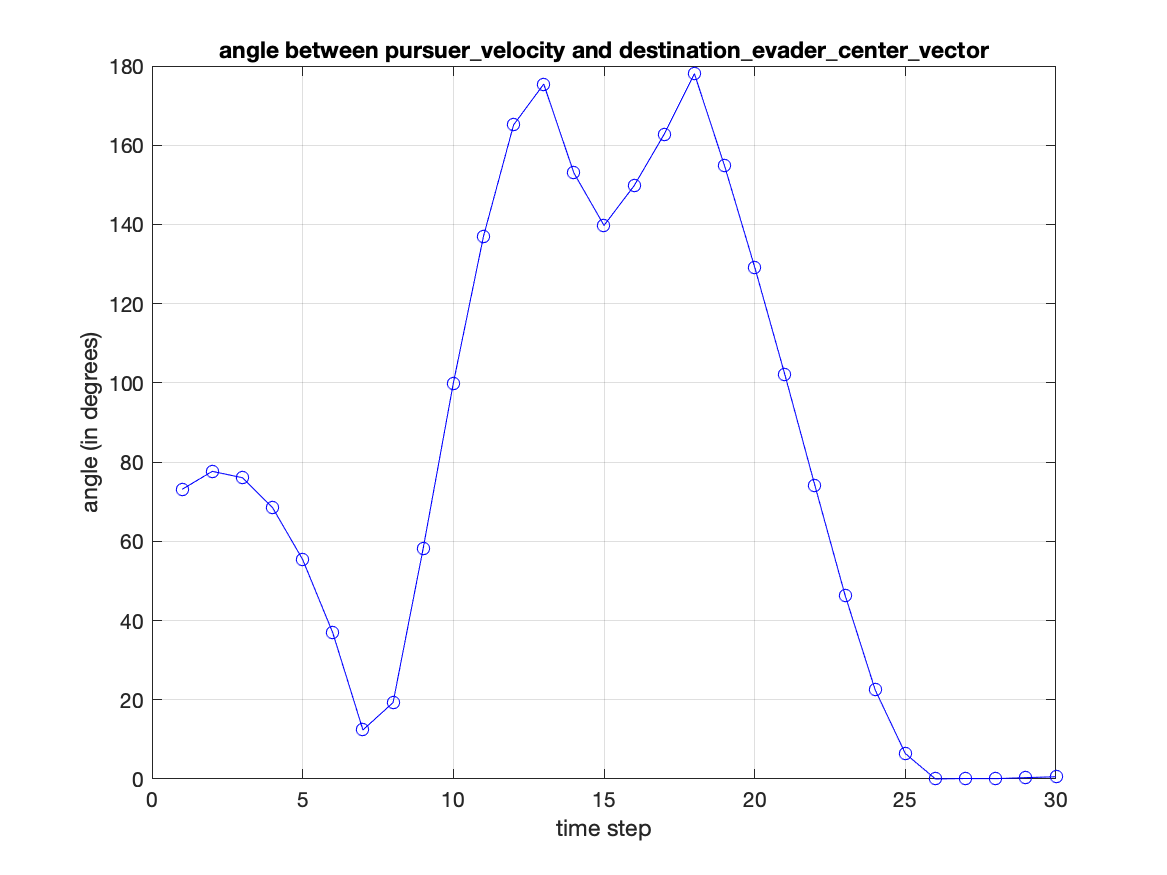 angle between pursuer_velocity and destination_evader_center_vector
180
160
140
120
100
80
60
40
20
0
angle (in degrees)
0 5 10 15 20 25 30
time step